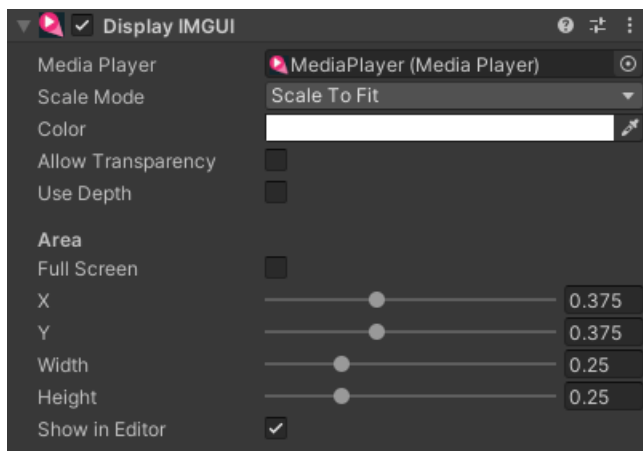 Display IMGUI
Media Player MediaPlayer (Media Player)
Scale Mode Scale To Fit
Color
Allow Transparency
Use Depth
Area
Full Screen
X 0.375
Y 0.375
Width 0.25
Height 0.25
Show in Editor